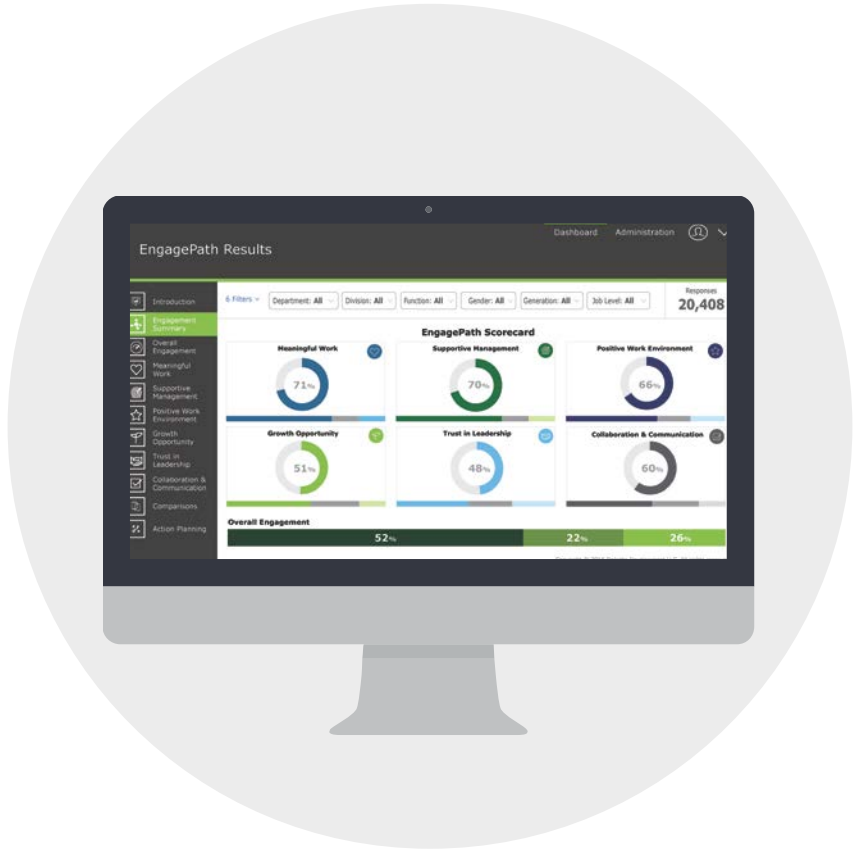 Dashboard Administration
EngagePath Results
6 Filters Department: All Division: All Function: All Gender: All Generation: All Job Level: All
Responses
20,408
Introduction
Engagement
Summary
Overall
Engagement
Meaningful
Work
Supportive
Management
Positive Work
Environment
Growth
Opportunity
Trust in
Leadership
Collaboration &
Communication
Comparisons
Action Planning
EngagePath Scorecard
Meaningful Work
71%
Supportive Management
70%
Positive Work Environment
66%
Growth Opportunity
51%
Trust in Leadership
48%
Collaboration & Communication
60%
Overall Engagement
52% 22% 26%